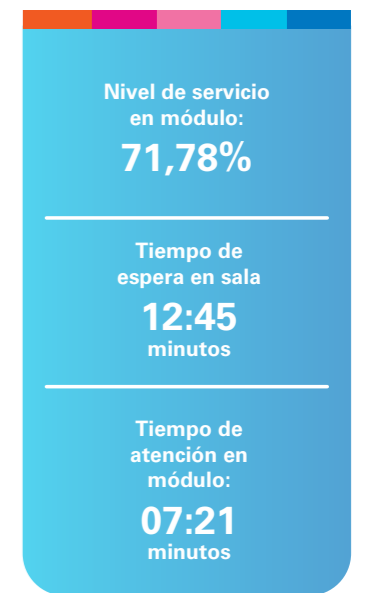 Nivel de servicio
en módulo:
71,78%
Tiempo de
espera en sala
12:45
minutos
Tiempo de
atención en
módulo:
07:21
minutos